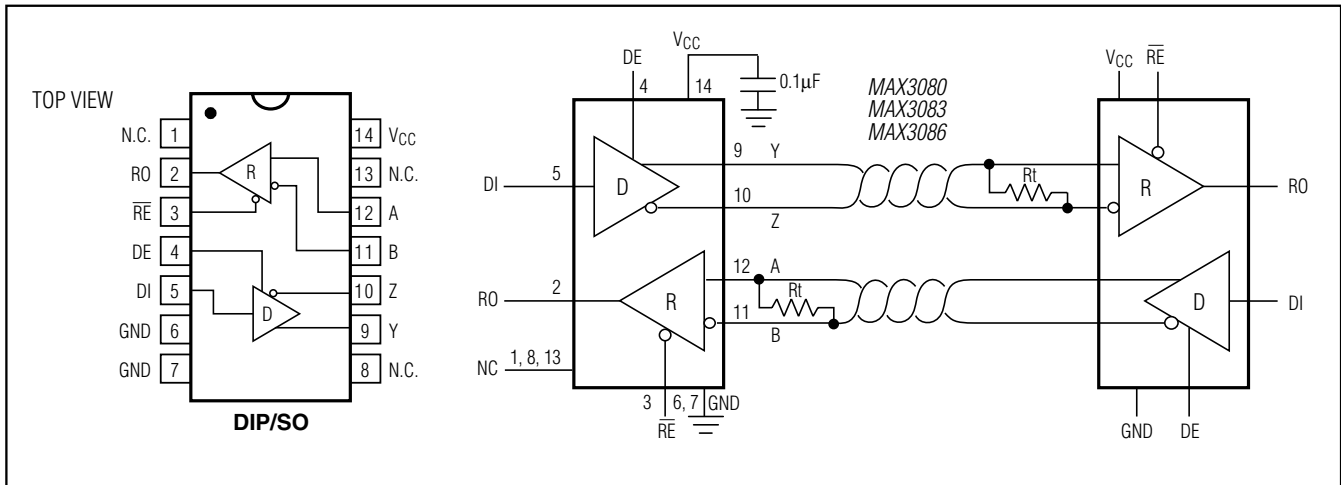 TOP VIEW
N.C. 1
RO 2
RE 3
DE 4
DI 5
GND 6
GND 7
14 VCC
13 N.C.
12 A
11 B
10 Z
9 Y
8 N.C.
R
D
DIP/SO
DE
4
VCC
14
0.1µF
MAX3080
MAX3083
MAX3086
DI 5
D
9 Y
10
Z
Rt
RO 2
R
12 A
Rt
11
B
NC 1, 8, 13
3
RE
6, 7 GND
VCC
RE
R
RO
D
DI
GND
DE